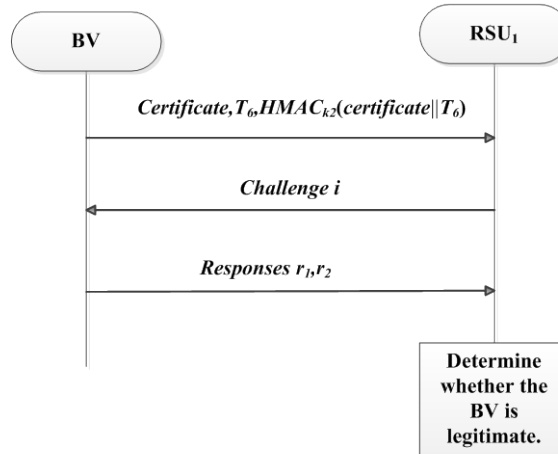 BV
RSU₁
Certificate,T₆,HMACₖ₂(certificate||T₆)
Challenge i
Responses r₁,r₂
Determine
whether the
BV is
legitimate.